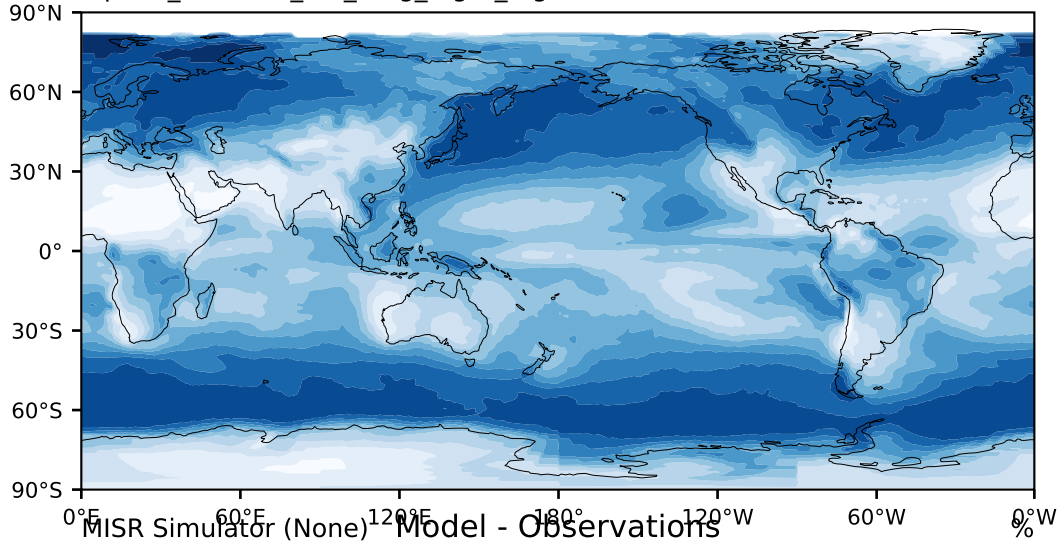 90°N
60°N
30°N
0°
30°S
60°S
90°S
0°E 60°E 120°E 180° 120°W 60°W 0°W
MISR Simulator (None) Model - Observations %